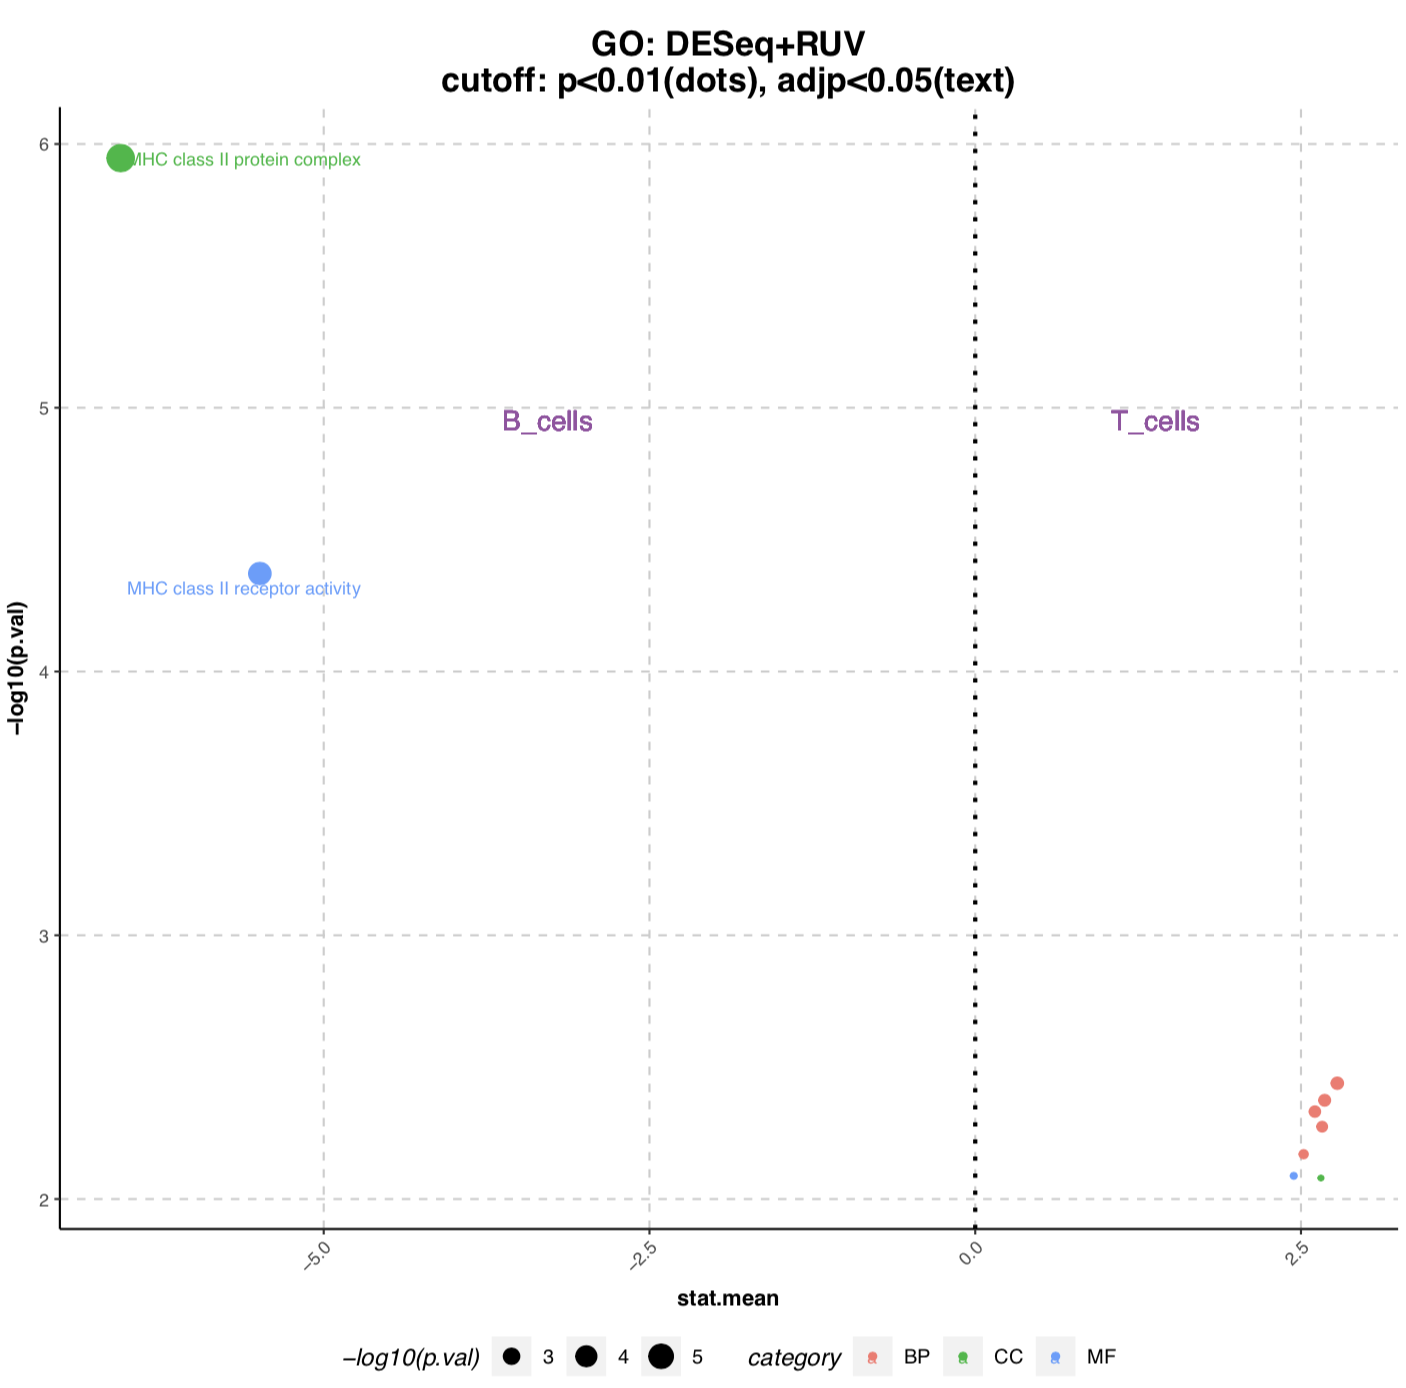 GO: DESeq+RUV
cutoff: p<0.01(dots), adjp<0.05(text)
6
MHC class II protein complex
5
B_cells
T_cells
MHC class II receptor activity
4
3
2
−log10(p.val)
−5.0
−2.5
0.0
2.5
stat.mean
−log10(p.val) 3 4 5 category a BP a CC a MF